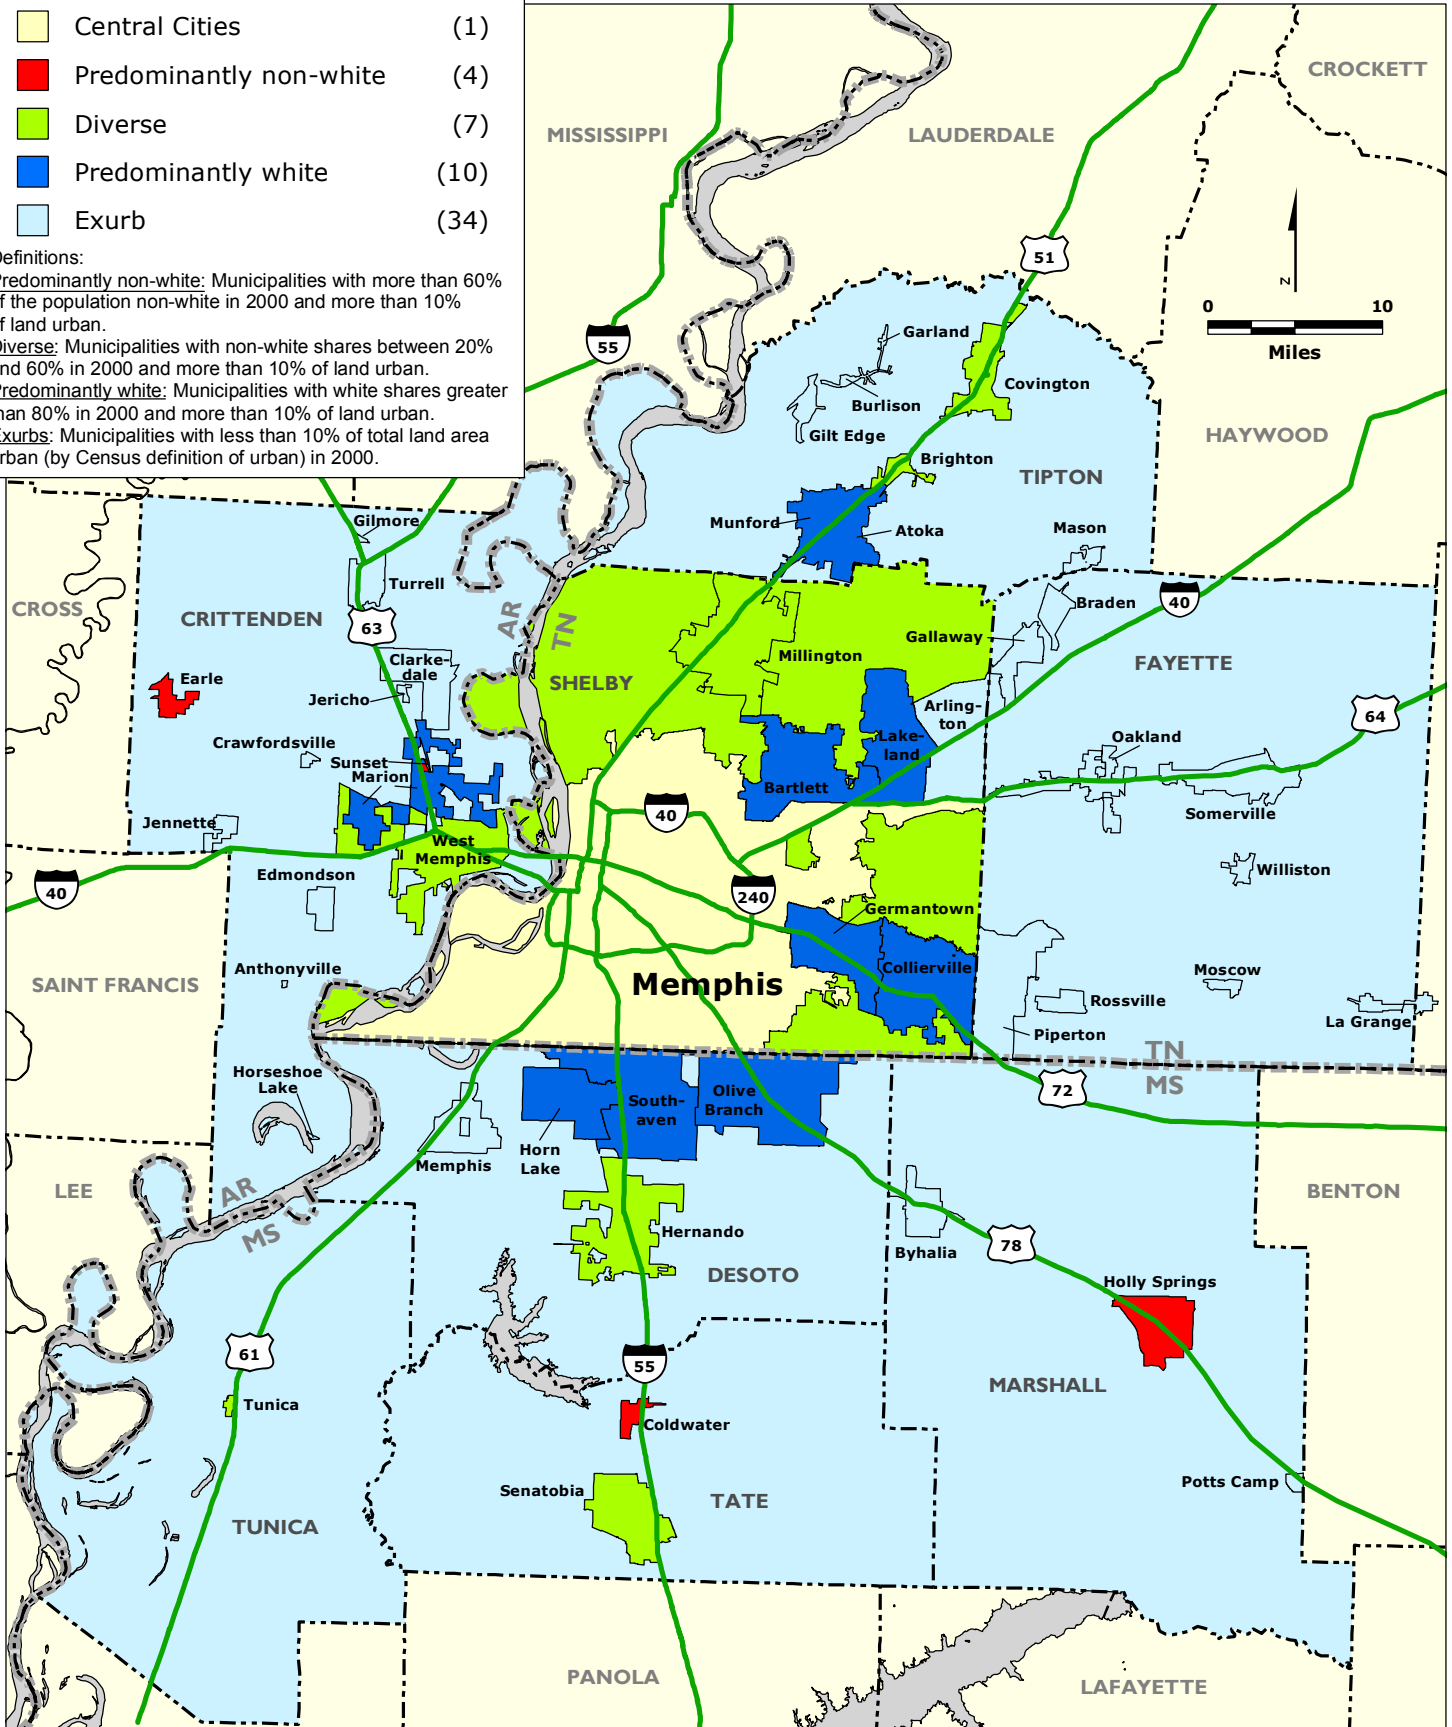 Central Cities (1)
Predominantly non-white (4)
Diverse (7)
Predominantly white (10)
Exurb (34)
Definitions:
Predominantly non-white: Municipalities with more than 60%
of the population non-white in 2000 and more than 10%
of land urban.
Diverse: Municipalities with non-white shares between 20%
and 60% in 2000 and more than 10% of land urban.
Predominantly white: Municipalities with white shares greater
than 80% in 2000 and more than 10% of land urban.
Exurbs: Municipalities with less than 10% of total land area
urban (by Census definition of urban) in 2000.
CROCKETT
MISSISSIPPI
LAUDERDALE
51
N
0 10
Miles
55
Garland
Covington
Burlison
Gilt Edge
HAYWOOD
Brighton
TIPTON
Gilmore
Munford
Atoka
Mason
Turrell
CROSS
CRITTENDEN
63
AR
TN
Braden
40
Gallaway
Millington
FAYETTE
Clarke-
dale
Earle
SHELBY
Jericho
Arling-
ton
64
Crawfordsville
Sunset
Marion
Lake-
land
Oakland
Bartlett
Jennette
40
Somerville
West
Memphis
Edmondson
40
240
Williston
Germantown
Anthonyville
Collierville
Moscow
SAINT FRANCIS
Memphis
Rossville
La Grange
Piperton
TN
MS
Horseshoe
Lake
72
South-
aven
Olive
Branch
Horn
Lake
Memphis
LEE
AR
MS
BENTON
Hernando
Byhalia
78
DESOTO
Holly Springs
61
55
MARSHALL
Tunica
Coldwater
Senatobia
TATE
Potts Camp
TUNICA
PANOLA
LAFAYETTE